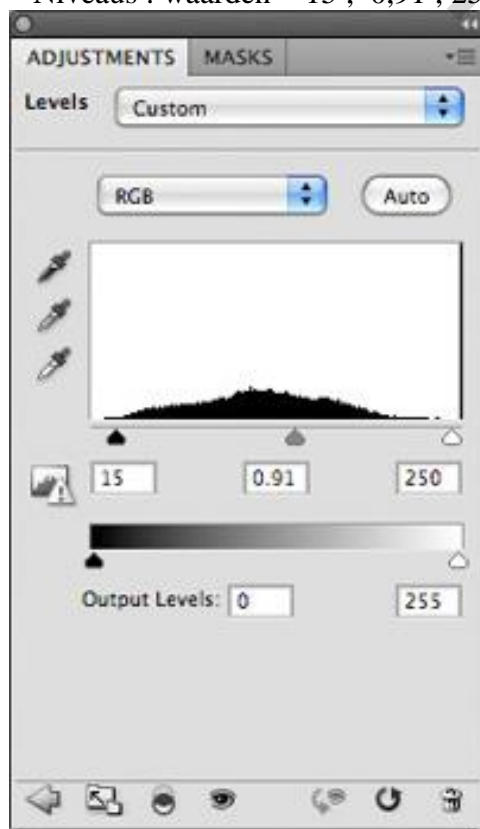 Niveaus : waarden 15 ; 0,91 ; 25
ADJUSTMENTS MASKS
Levels Custom
RGB Auto
15 0.91 250
Output Levels: 0 255